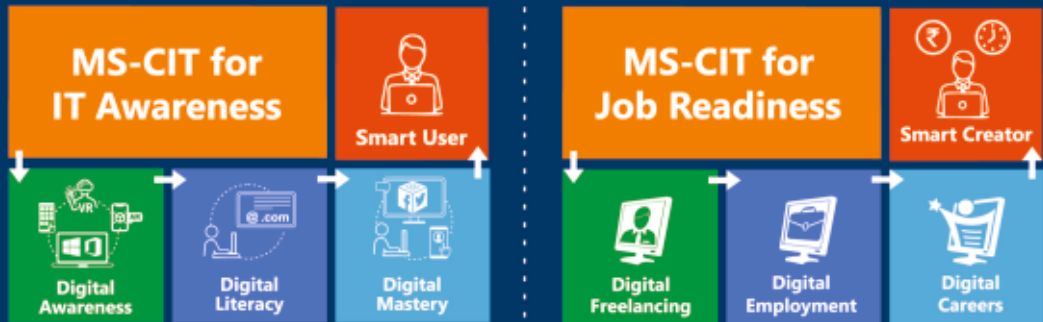 MS-CIT for
IT Awareness
Smart User
VR
@.com
Digital
Awareness
Digital
Literacy
Digital
Mastery
MS-CIT for
Job Readiness
₹
Smart Creator
Digital
Freelancing
Digital
Employment
Digital
Careers